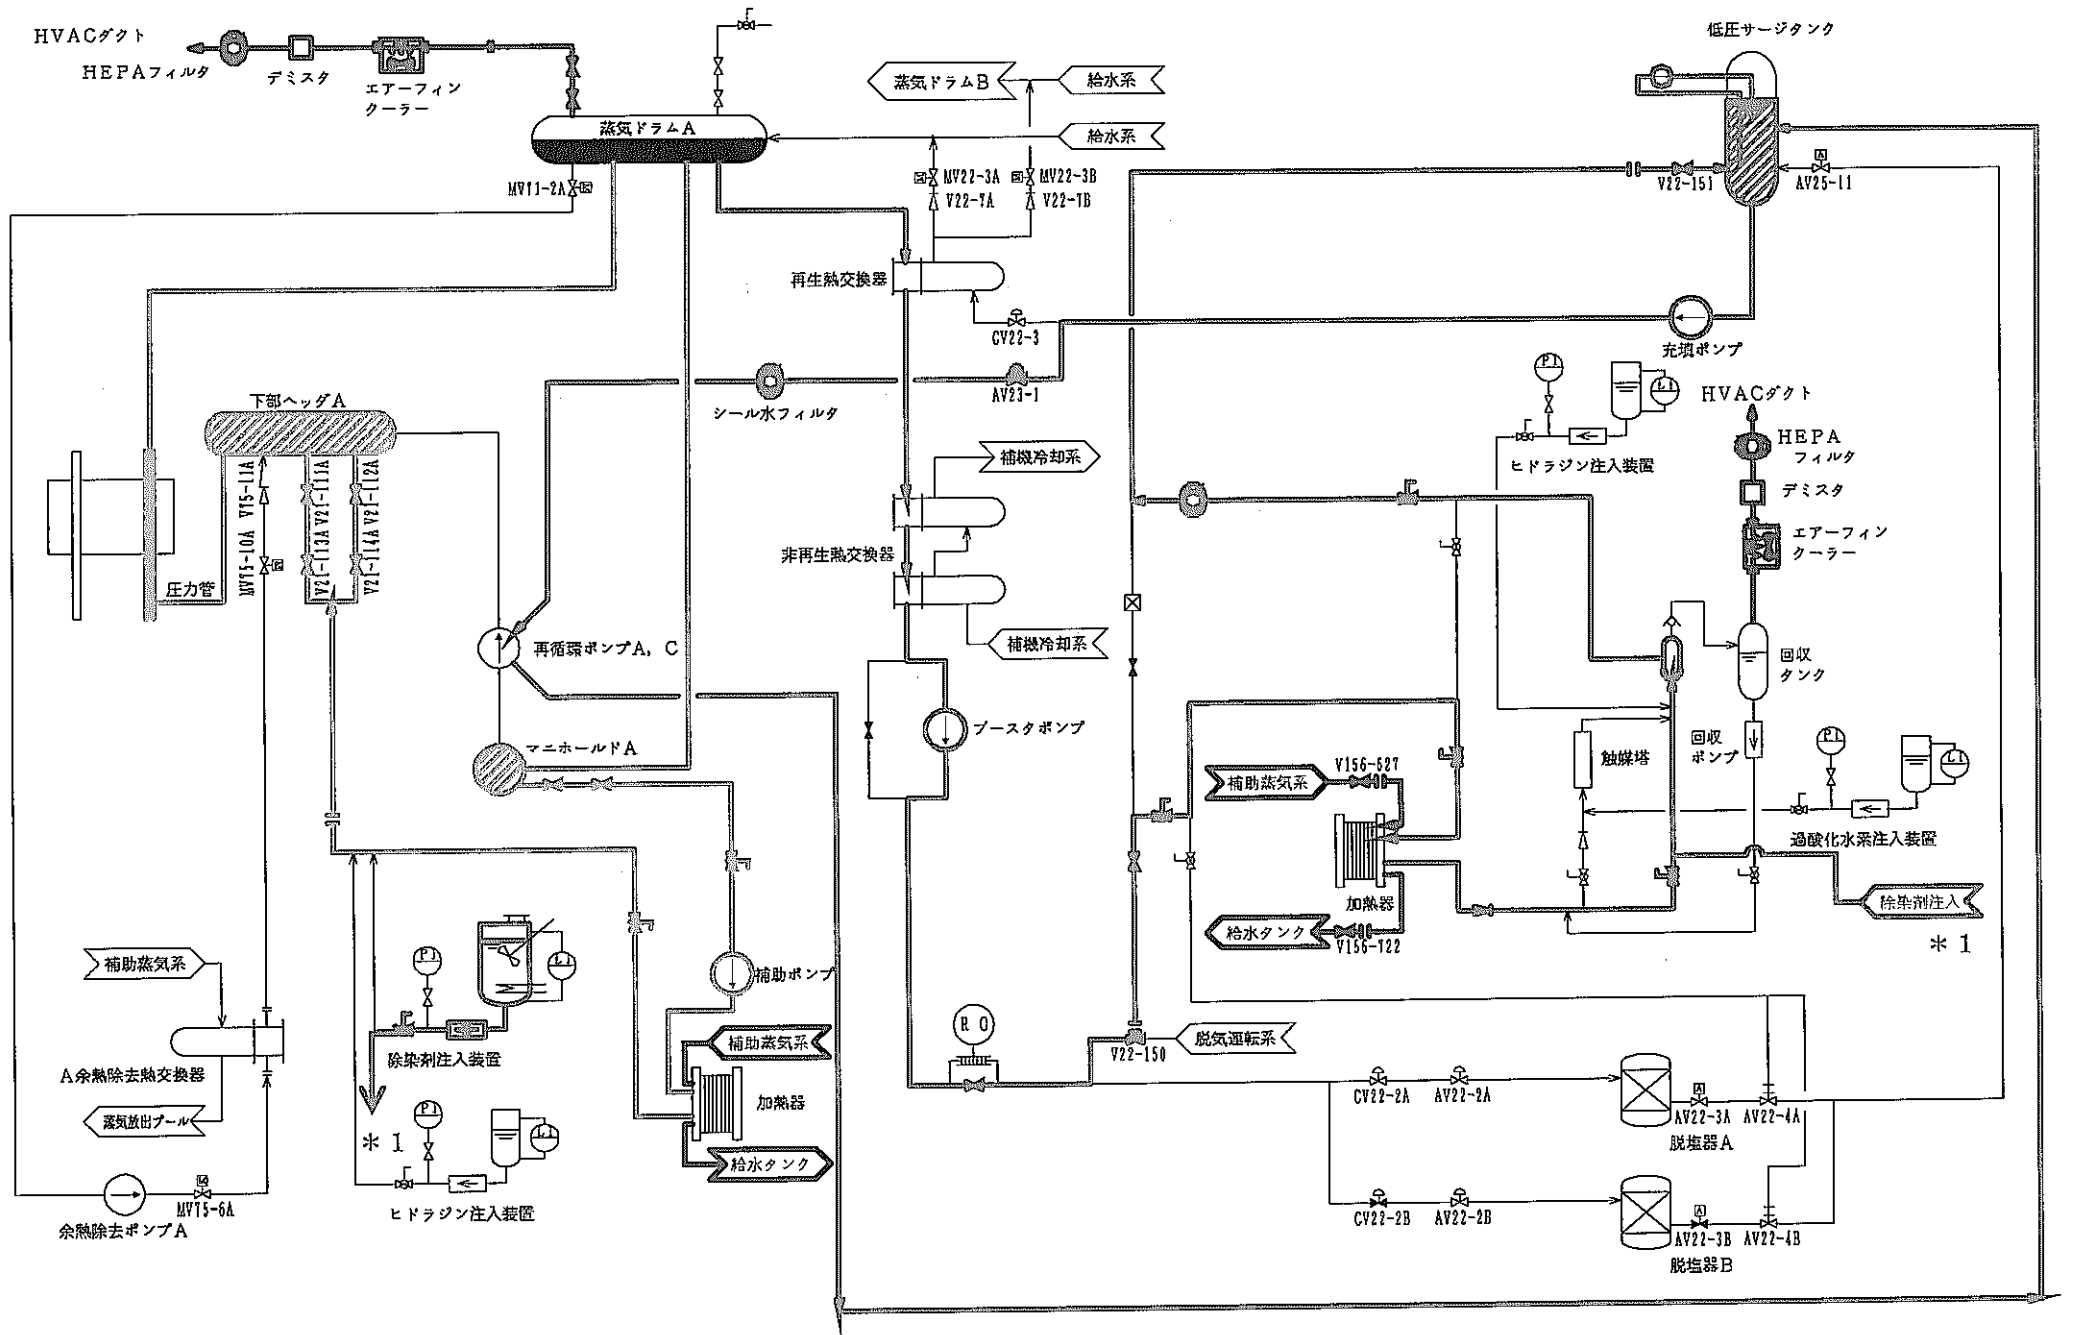 HVACダクト
HEPAフィルタ
デミスタ
エアーフィン
クーラー
蒸気ドラムA
蒸気ドラムB
給水系
給水系
低圧サージタンク
MV71-2A
MV22-3A
V22-7A
MV22-3B
V22-7B
V22-151
AV25-11
再生熱交換器
CV22-3
充填ポンプ
AV23-1
シール水フィルタ
下部ヘッダA
PI
LI
ヒドラジン注入装置
HVACダクト
HEPA
フィルタ
デミスタ
エアーフィン
クーラー
補機冷却系
V75-11A
V21-111A
V21-112A
MV75-10A
V21-113A
V21-114A
圧力管
非再生熱交換器
補機冷却系
再循環ポンプA, C
回収
タンク
ブースタポンプ
マニホールドA
触媒塔
回収
ポンプ
PI
LI
過酸化水素注入装置
V156-627
補助蒸気系
加熱器
給水タンク
V156-722
除染剤注入
*1
補助蒸気系
PI
LI
除染剤注入装置
補助ポンプ
補助蒸気系
加熱器
給水タンク
A余熱除去熱交換器
蒸気放出プール
*1
PI
LI
ヒドラジン注入装置
MV75-6A
余熱除去ポンプA
RO
V22-150
脱気運転系
CV22-2A
AV22-2A
AV22-3A
AV22-4A
脱塩器A
CV22-2B
AV22-2B
AV22-3B
AV22-4B
脱塩器B